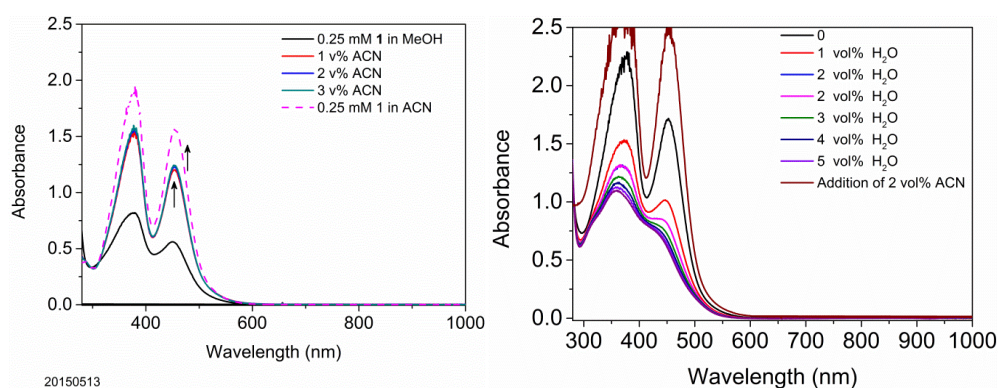 2.5
2.0
1.5
1.0
0.5
0.0
Absorbance
0.25 mM 1 in MeOH
1 v% ACN
2 v% ACN
3 v% ACN
0.25 mM 1 in ACN
400
600
800
1000
Wavelength (nm)
20150513
2.5
2.0
1.5
1.0
0.5
0.0
Absorbance
0
1 vol% H₂O
2 vol% H₂O
2 vol% H₂O
3 vol% H₂O
4 vol% H₂O
5 vol% H₂O
Addition of 2 vol% ACN
300
400
500
600
700
800
900
1000
Wavelength (nm)